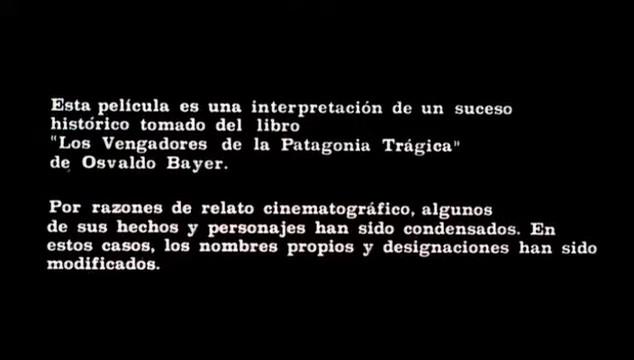 Esta película es una interpretación de un suceso
histórico tomado del libro
"Los Vengadores de la Patagonia Trágica"
de Osvaldo Bayer.
Por razones de relato cinematográfico, algunos
de sus hechos y personajes han sido condensados. En
estos casos, los nombres propios y designaciones han sido
modificados.